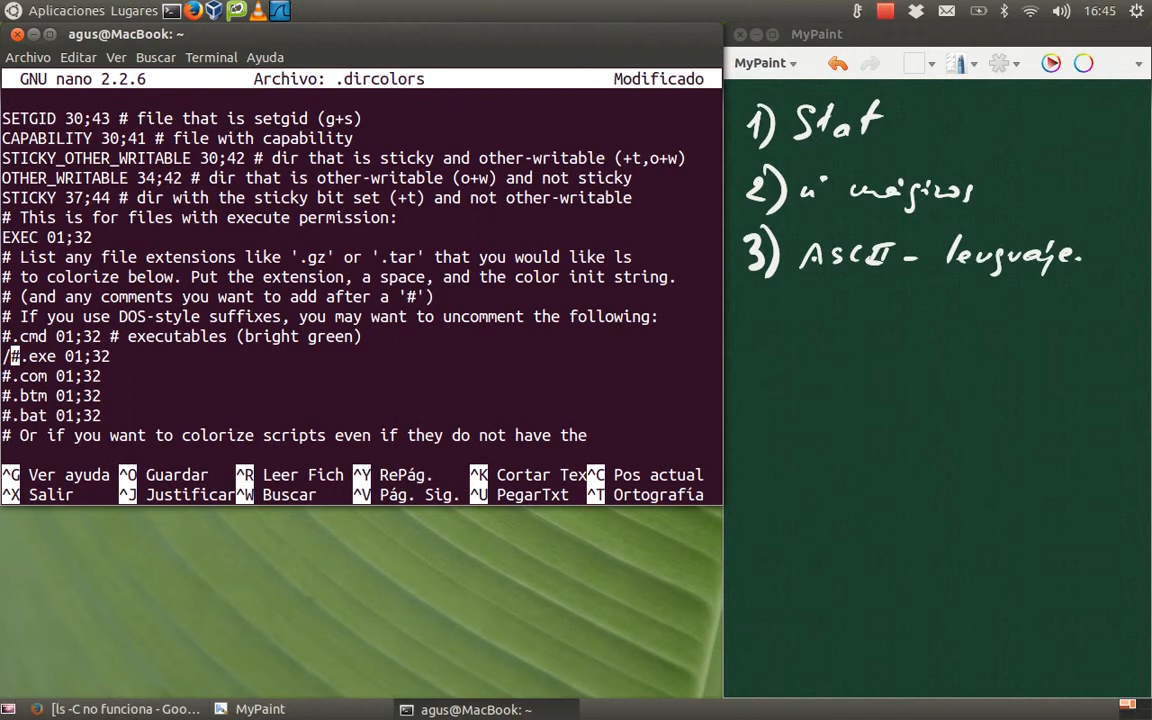 Aplicaciones Lugares 16:45
agus@MacBook: ~
Archivo Editar Ver Buscar Terminal Ayuda
GNU nano 2.2.6 Archivo: .dircolors Modificado
SETGID 30;43 # file that is setgid (g+s)
CAPABILITY 30;41 # file with capability
STICKY_OTHER_WRITABLE 30;42 # dir that is sticky and other-writable (+t,o+w)
OTHER_WRITABLE 34;42 # dir that is other-writable (o+w) and not sticky
STICKY 37;44 # dir with the sticky bit set (+t) and not other-writable
# This is for files with execute permission:
EXEC 01;32
# List any file extensions like '.gz' or '.tar' that you would like ls
# to colorize below. Put the extension, a space, and the color init string.
# (and any comments you want to add after a '#')
# If you use DOS-style suffixes, you may want to uncomment the following:
#.cmd 01;32 # executables (bright green)
/#.exe 01;32
#.com 01;32
#.btm 01;32
#.bat 01;32
# Or if you want to colorize scripts even if they do not have the
^G Ver ayuda ^O Guardar ^R Leer Fich ^Y RePág. ^K Cortar Tex^C Pos actual
^X Salir ^J Justificar^W Buscar ^V Pág. Sig. ^U PegarTxt ^T Ortografía
MyPaint
MyPaint
1) Stat
2) nº mágicos
3) ASCII - lenguaje.
[ls -C no funciona - Goo... MyPaint agus@MacBook: ~